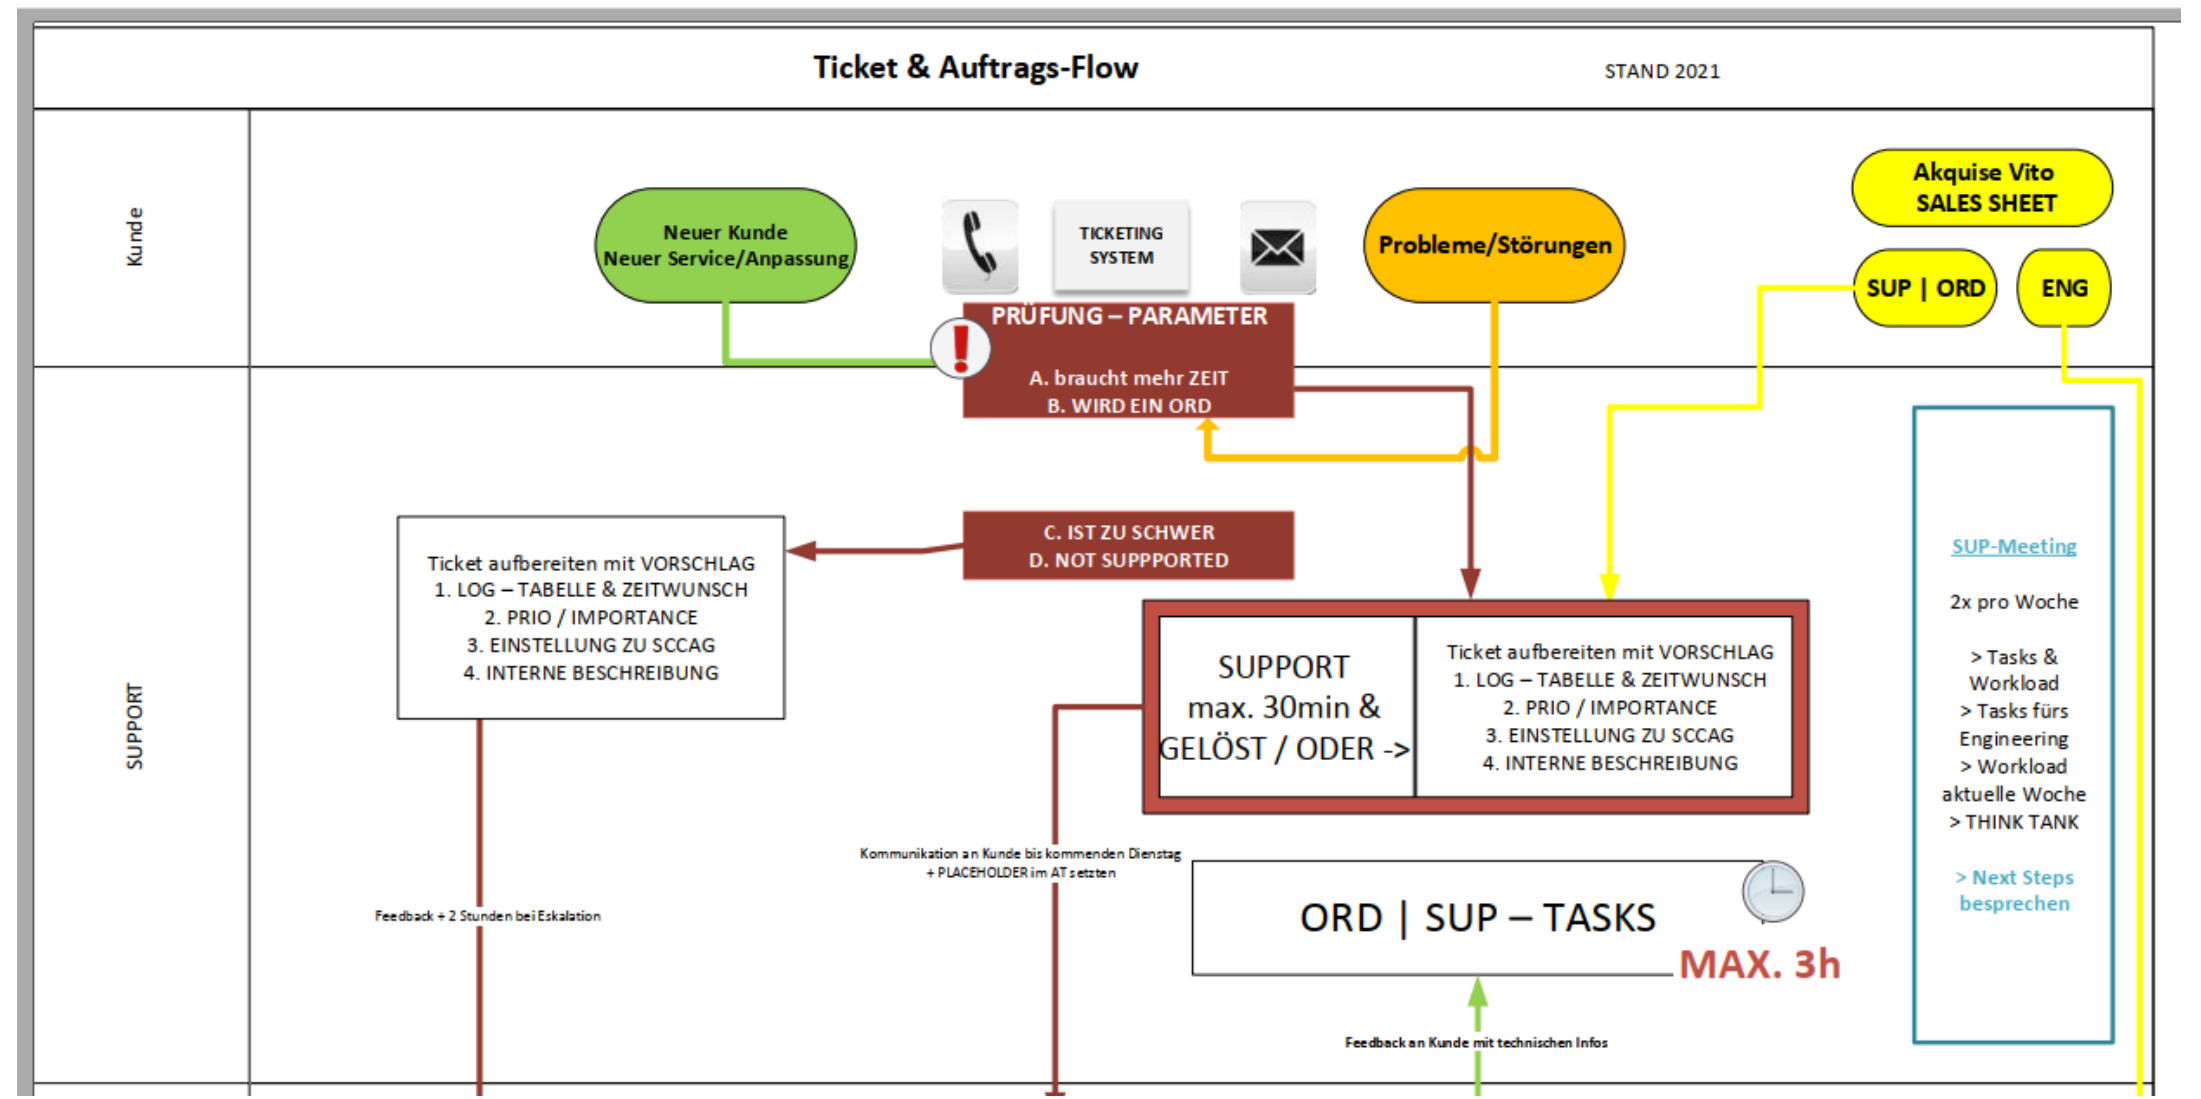 Ticket & Auftrags-Flow
STAND 2021
Kunde
Neuer Kunde
Neuer Service/Anpassung
TICKETING
SYSTEM
Probleme/Störungen
Akquise Vito
SALES SHEET
SUP | ORD
ENG
PRÜFUNG – PARAMETER
A. braucht mehr ZEIT
B. WIRD EIN ORD
C. IST ZU SCHWER
D. NOT SUPPPORTED
SUPPORT
Ticket aufbereiten mit VORSCHLAG
1. LOG – TABELLE & ZEITWUNSCH
2. PRIO / IMPORTANCE
3. EINSTELLUNG ZU SCCAG
4. INTERNE BESCHREIBUNG
SUPPORT
max. 30min &
GELÖST / ODER ->
Ticket aufbereiten mit VORSCHLAG
1. LOG – TABELLE & ZEITWUNSCH
2. PRIO / IMPORTANCE
3. EINSTELLUNG ZU SCCAG
4. INTERNE BESCHREIBUNG
SUP-Meeting
2x pro Woche
> Tasks &
Workload
> Tasks fürs
Engineering
> Workload
aktuelle Woche
> THINK TANK
> Next Steps
besprechen
Kommunikation an Kunde bis kommenden Dienstag
+ PLACEHOLDER im AT setzten
Feedback + 2 Stunden bei Eskalation
ORD | SUP – TASKS
MAX. 3h
Feedback an Kunde mit technischen Infos